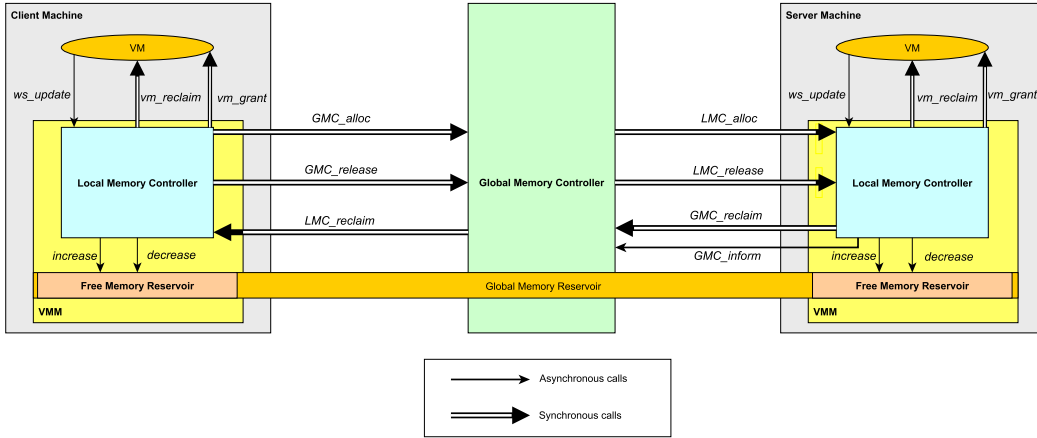 Client Machine
Server Machine
VM
VM
ws_update
vm_reclaim
vm_grant
ws_update
vm_reclaim
vm_grant
GMC_alloc
LMC_alloc
Local Memory Controller
GMC_release
Global Memory Controller
LMC_release
Local Memory Controller
LMC_reclaim
GMC_reclaim
increase
decrease
GMC_inform
increase
decrease
Free Memory Reservoir
Global Memory Reservoir
Free Memory Reservoir
VMM
VMM
Asynchronous calls
Synchronous calls